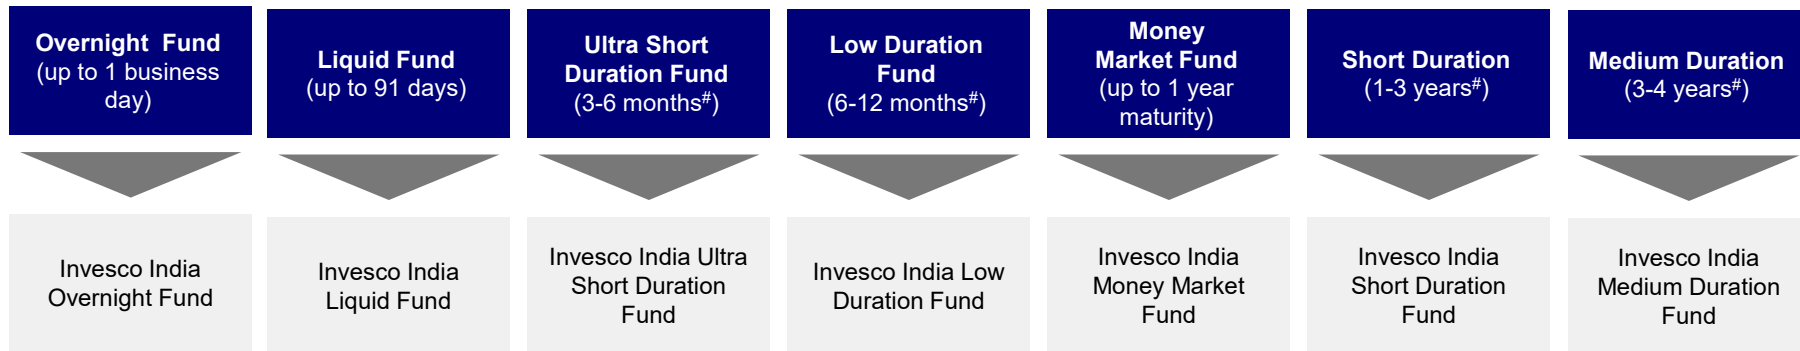 Overnight Fund
(up to 1 business
day)
Liquid Fund
(up to 91 days)
Ultra Short
Duration Fund
(3-6 months#)
Low Duration
Fund
(6-12 months#)
Money
Market Fund
(up to 1 year
maturity)
Short Duration
(1-3 years#)
Medium Duration
(3-4 years#)
Invesco India
Overnight Fund
Invesco India
Liquid Fund
Invesco India Ultra
Short Duration
Fund
Invesco India Low
Duration Fund
Invesco India
Money Market
Fund
Invesco India
Short Duration
Fund
Invesco India
Medium Duration
Fund